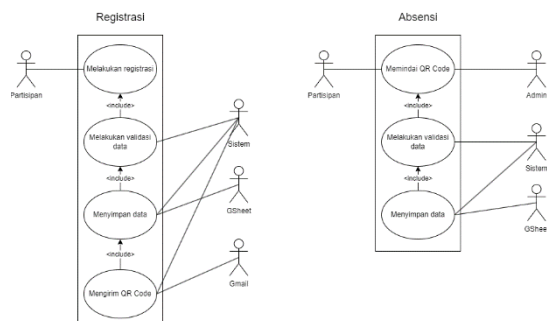 Registrasi
Partisipan
Melakukan registrasi
<include>
Melakukan validasi
data
<include>
Menyimpan data
<include>
Mengirim QR Code
Sistem
GSheet
Gmail
Absensi
Partisipan
Memindai QR Code
Admin
<include>
Melakukan validasi
data
<include>
Menyimpan data
Sistem
GSheet